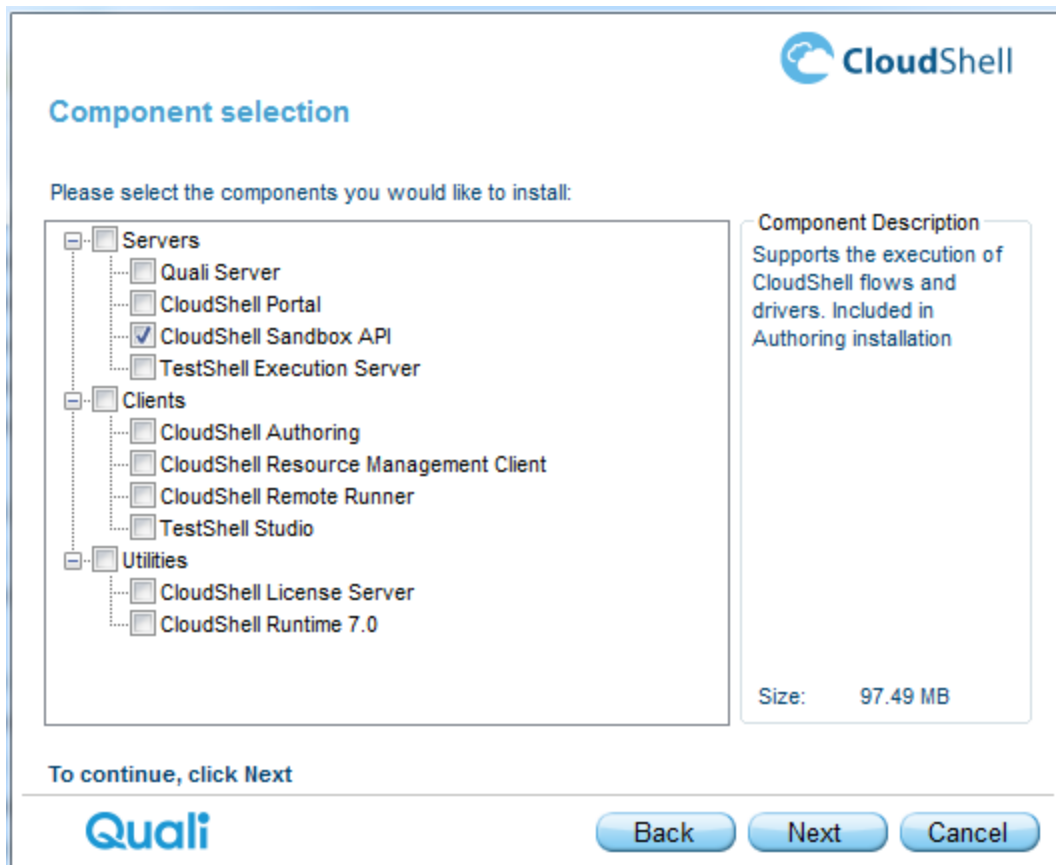 CloudShell
Component selection
Please select the components you would like to install:
Servers
Quali Server
CloudShell Portal
CloudShell Sandbox API
TestShell Execution Server
Clients
CloudShell Authoring
CloudShell Resource Management Client
CloudShell Remote Runner
TestShell Studio
Utilities
CloudShell License Server
CloudShell Runtime 7.0
Component Description
Supports the execution of
CloudShell flows and
drivers. Included in
Authoring installation
Size: 97.49 MB
To continue, click Next
Quali
Back Next Cancel